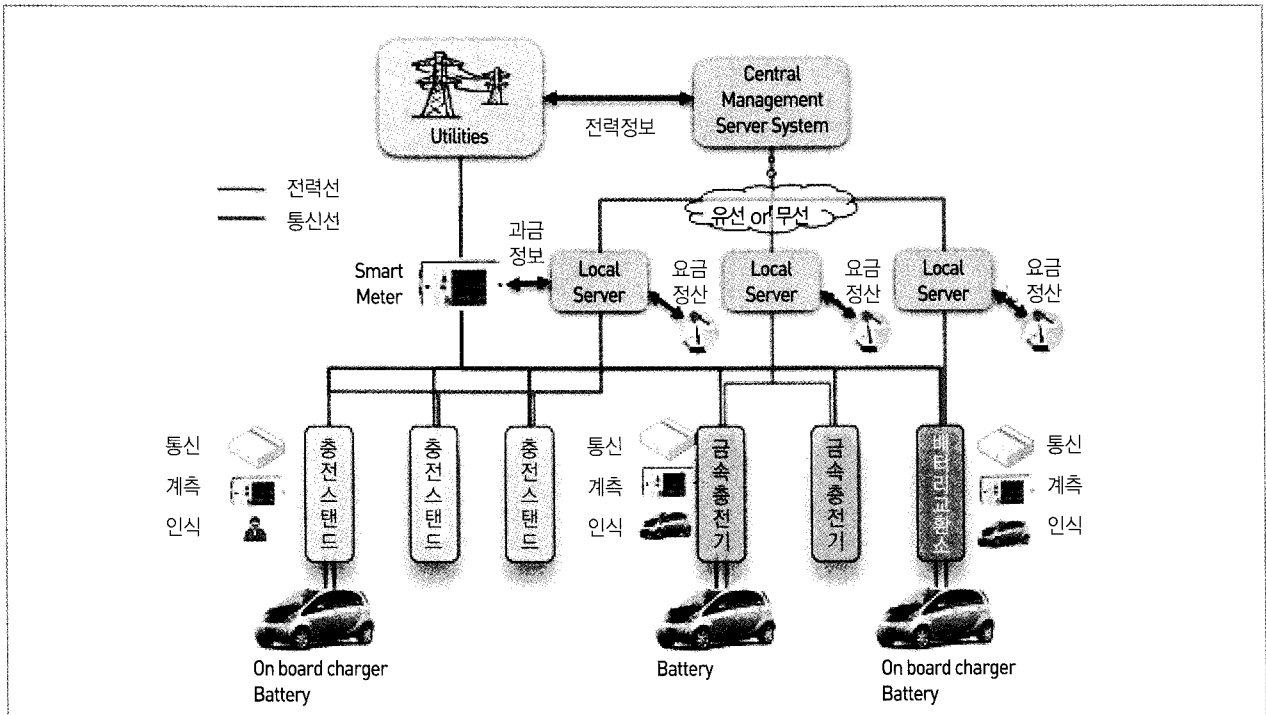 Utilities
전력정보
Central
Management
Server System
전력선
통신선
유선 or 무선
Smart
Meter
과금
정보
Local
Server
요금
정산
Local
Server
요금
정산
Local
Server
요금
정산
통신
계측
인식
충전스탠드
충전스탠드
충전스탠드
통신
계측
인식
급속충전기
급속충전기
배터리교환소
통신
계측
인식
On board charger
Battery
Battery
On board charger
Battery